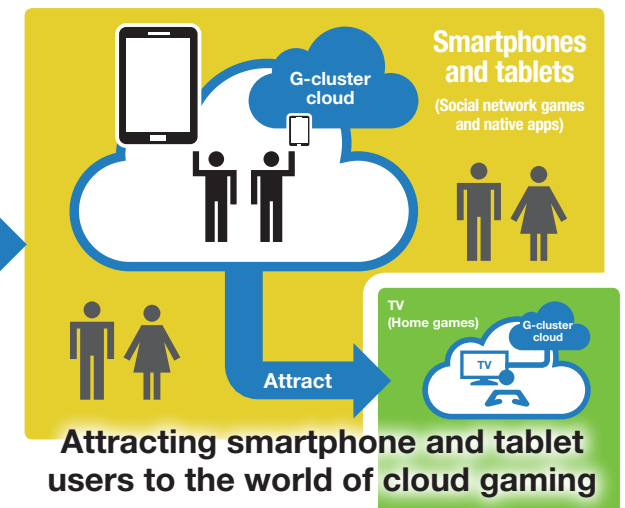 G-cluster
cloud
Smartphones
and tablets
(Social network games
and native apps)
TV
(Home games)
G-cluster
cloud
TV
Attract
Attracting smartphone and tablet
users to the world of cloud gaming